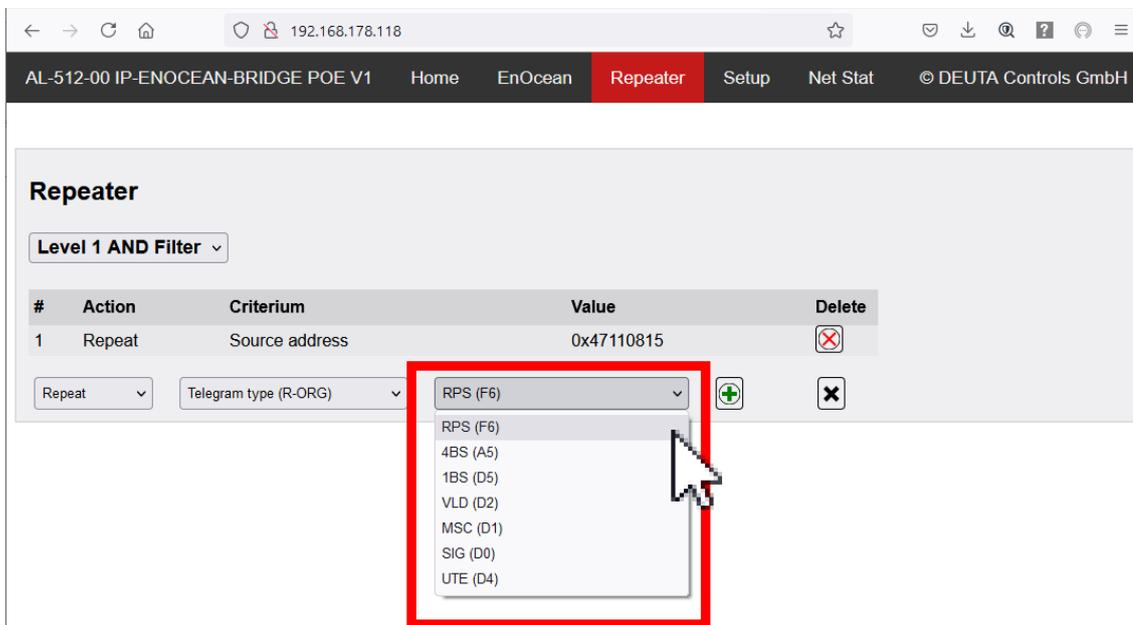 192.168.178.118
AL-512-00 IP-ENOCEAN-BRIDGE POE V1 Home EnOcean Repeater Setup Net Stat © DEUTA Controls GmbH
Repeater
Level 1 AND Filter
# Action Criterium Value Delete
1 Repeat Source address 0x47110815
Repeat Telegram type (R-ORG) RPS (F6)
RPS (F6)
4BS (A5)
1BS (D5)
VLD (D2)
MSC (D1)
SIG (D0)
UTE (D4)